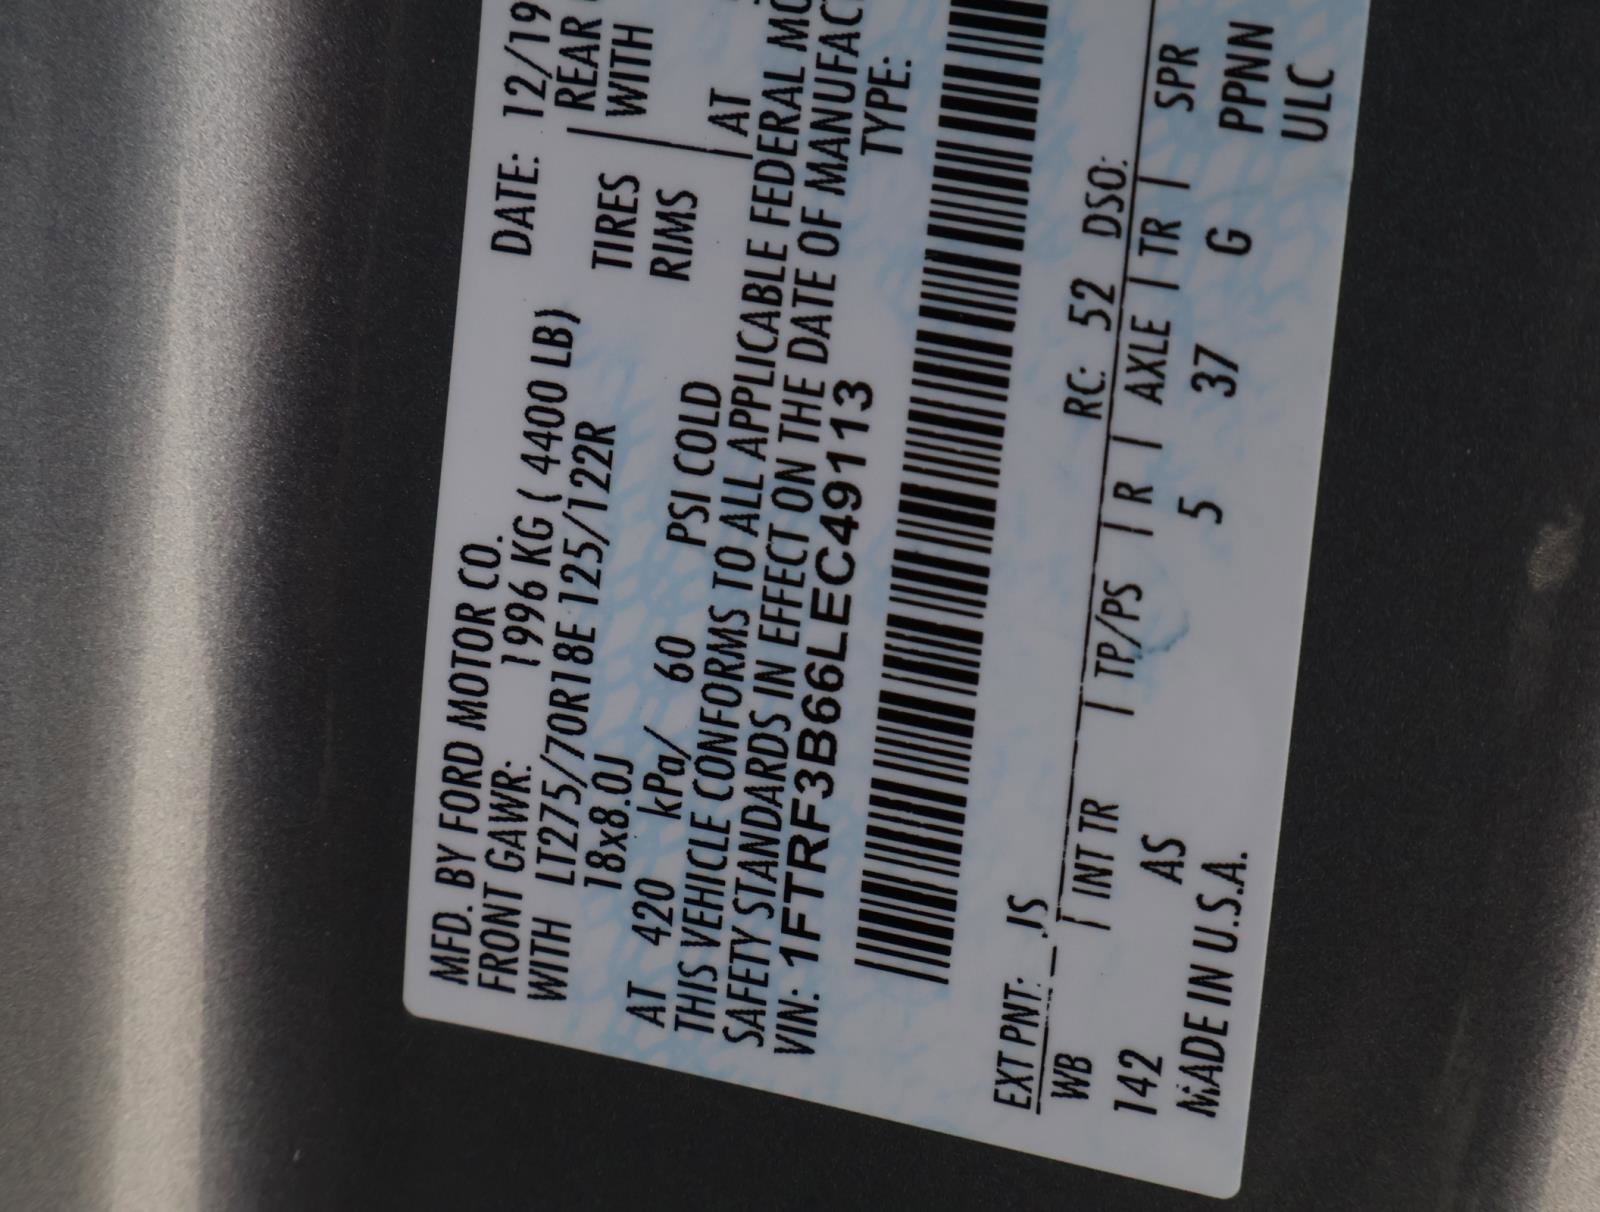 MFD. BY FORD MOTOR CO. DATE: 12/19
FRONT GAWR: 1996 KG ( 4400 LB) REAR
WITH LT275/70R18E 125/122R TIRES WITH
18x8.0J RIMS
AT 420 kPa/ 60 PSI COLD AT
THIS VEHICLE CONFORMS TO ALL APPLICABLE FEDERAL MO
SAFETY STANDARDS IN EFFECT ON THE DATE OF MANUFAC
VIN: 1FTRF3B66LEC49113 TYPE:
EXT PNT: JS RC: 52 DSO:
WB | INT TR | TP/PS | R | AXLE | TR | SPR
142 AS 5 37 G PPNN
MADE IN U.S.A. ULC